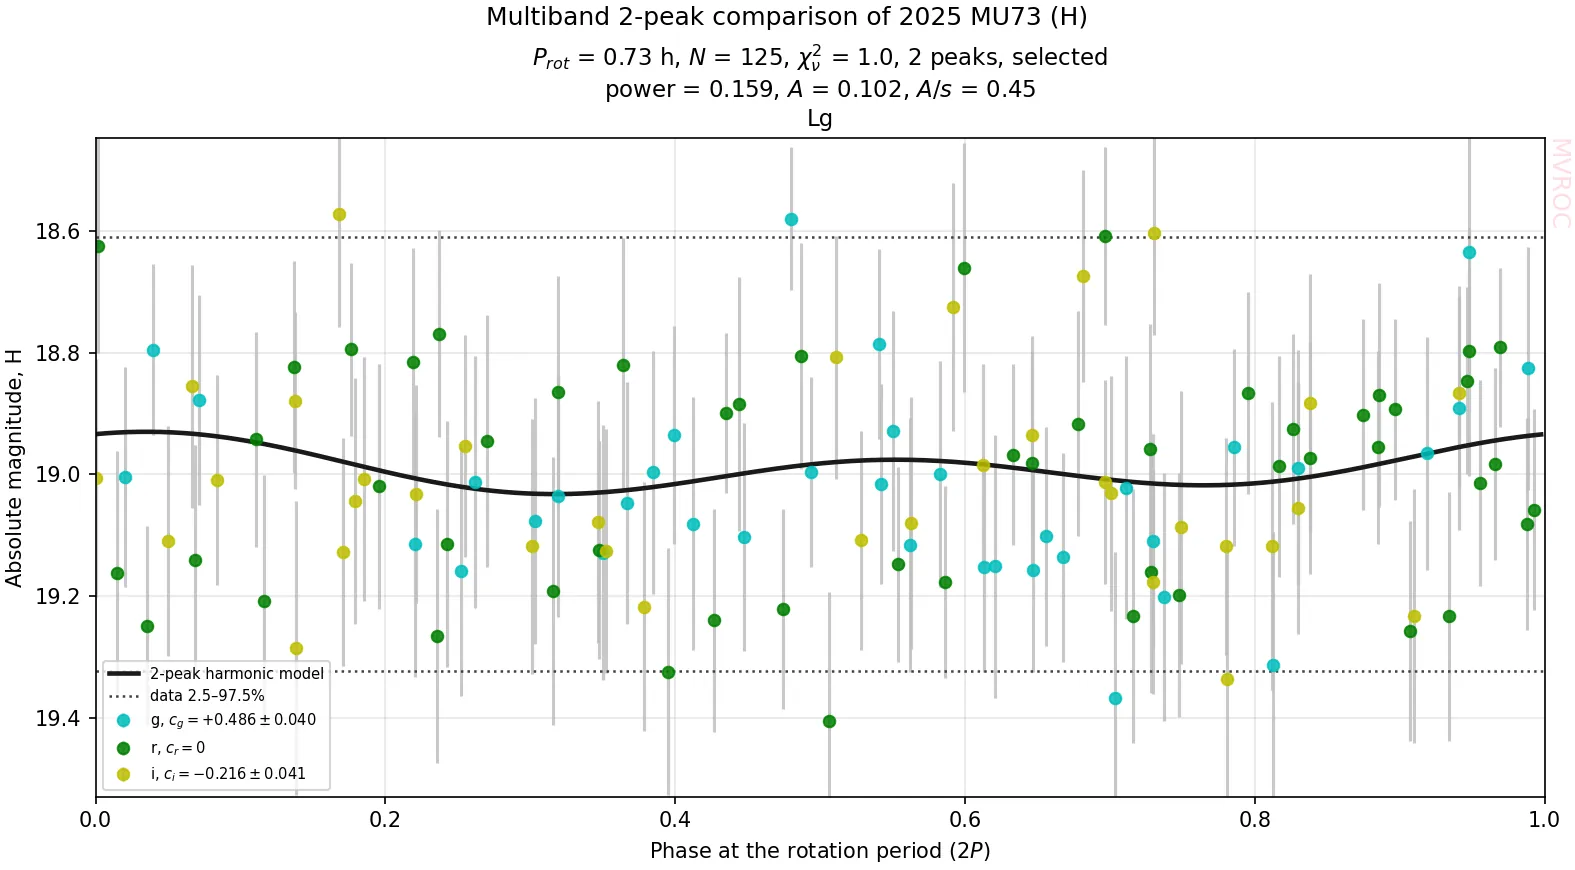 Multiband 2-peak comparison of 2025 MU73 (H)
P_rot = 0.73 h, N = 125, χ²_ν = 1.0, 2 peaks, selected
power = 0.159, A = 0.102, A/s = 0.45
Lg
MVROC
Absolute magnitude, H
18.6
18.8
19.0
19.2
19.4
2-peak harmonic model
data 2.5–97.5%
g, c_g = +0.486 ± 0.040
r, c_r = 0
i, c_i = −0.216 ± 0.041
0.0 0.2 0.4 0.6 0.8 1.0
Phase at the rotation period (2P)